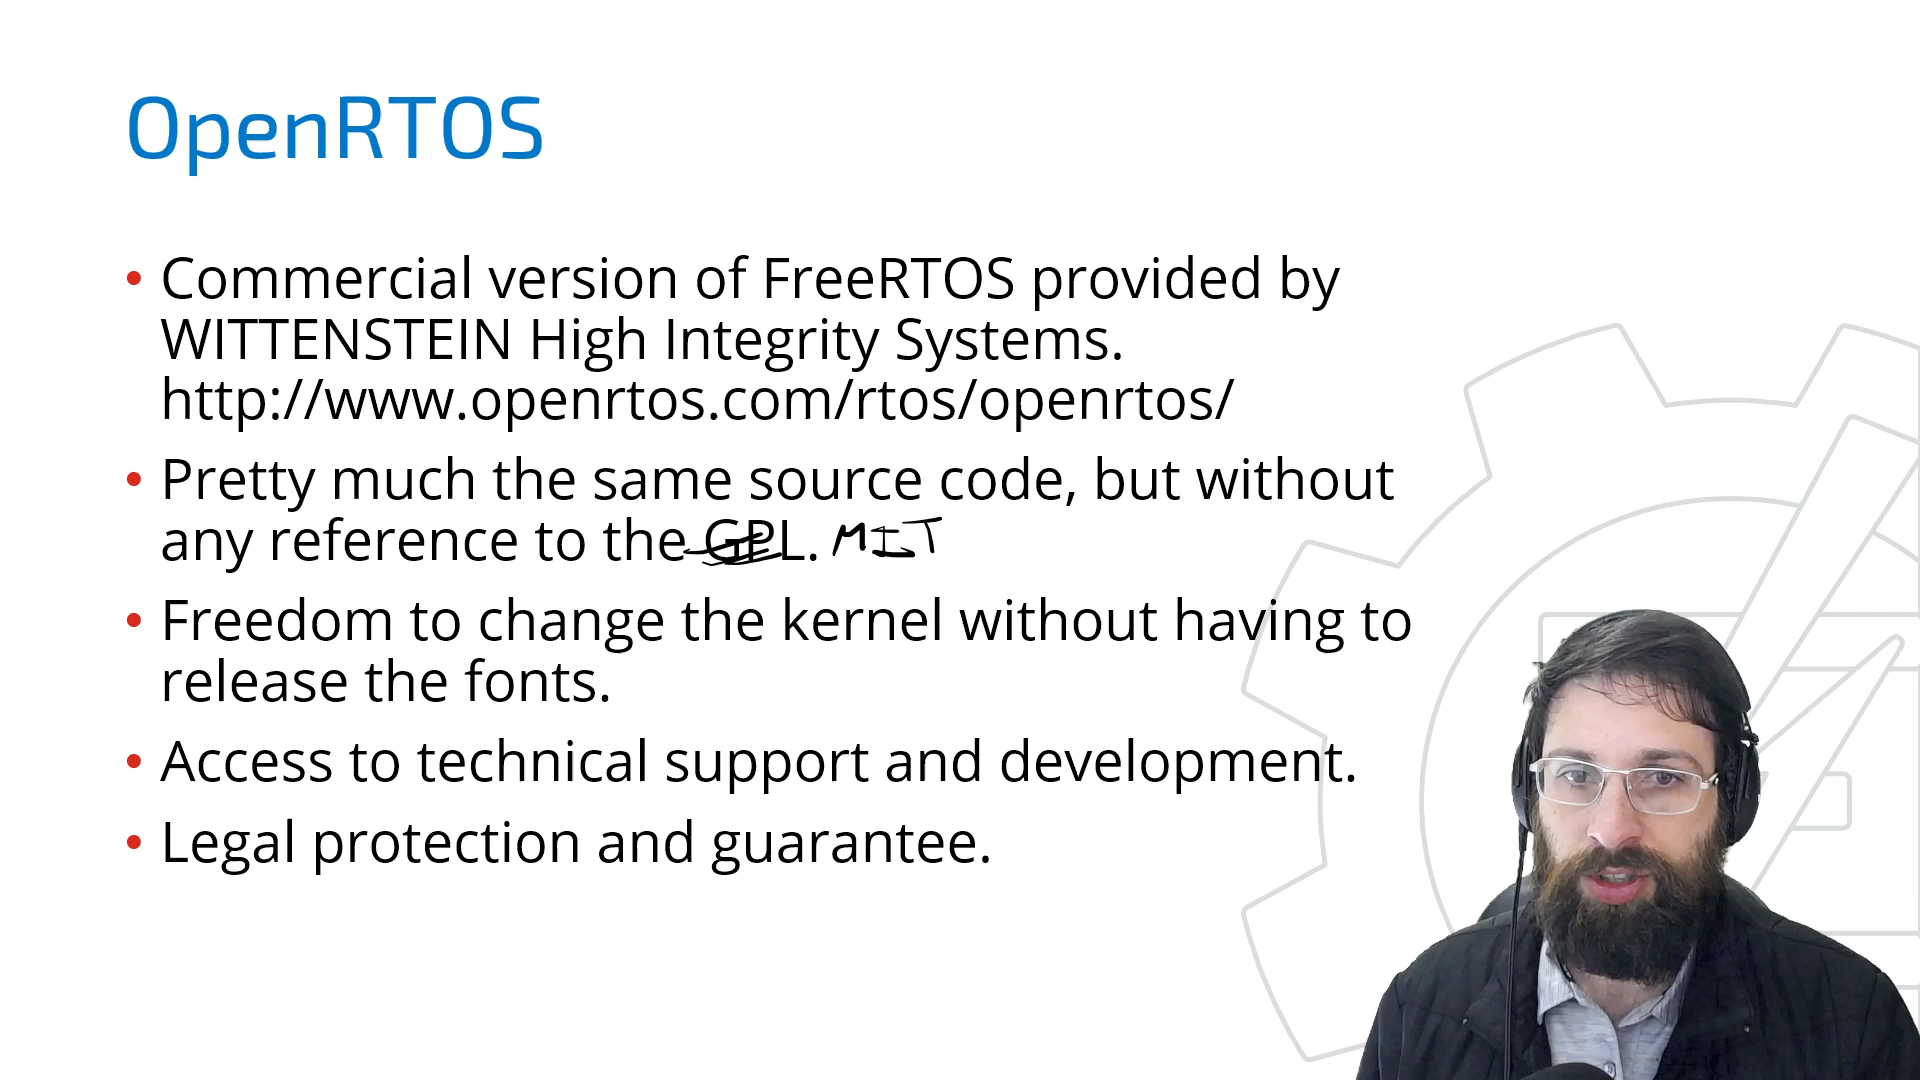 OpenRTOS
• Commercial version of FreeRTOS provided by
WITTENSTEIN High Integrity Systems.
http://www.openrtos.com/rtos/openrtos/
• Pretty much the same source code, but without
any reference to the GPL. MIT
• Freedom to change the kernel without having to
release the fonts.
• Access to technical support and development.
• Legal protection and guarantee.